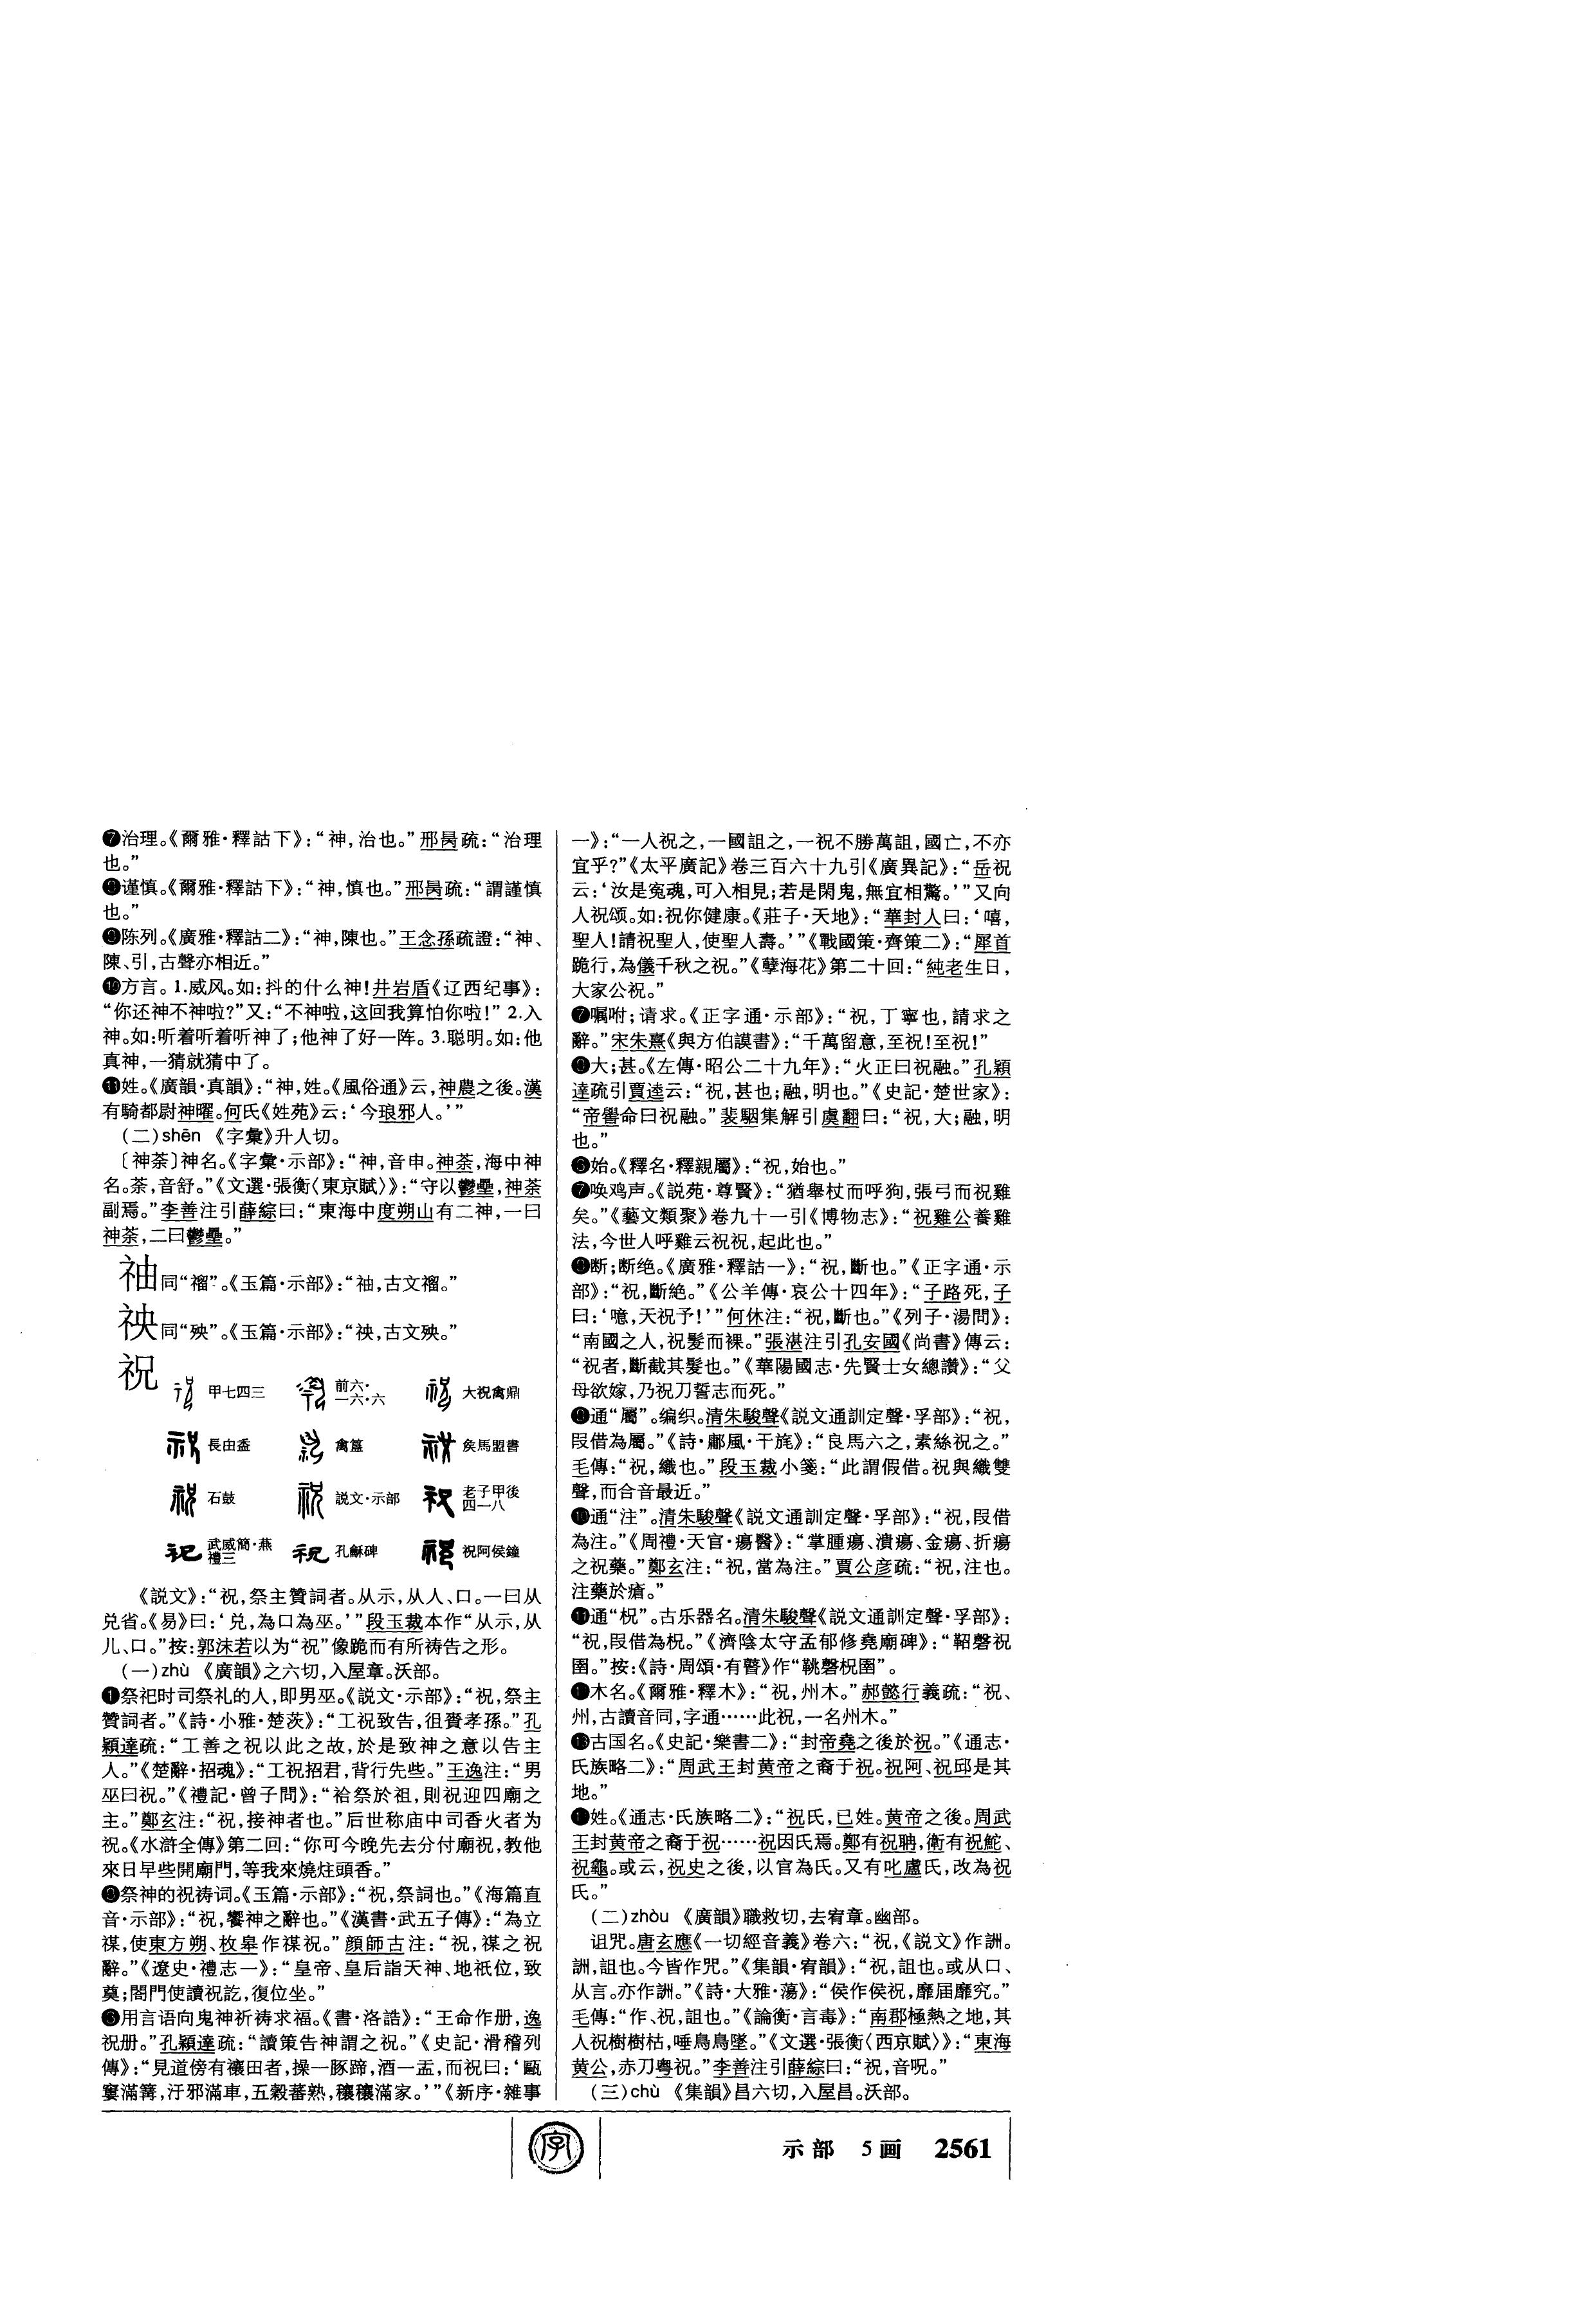 ❼治理。《爾雅·釋詁下》：“神，治也。”邢昺疏：“治理
也。”
❽谨慎。《爾雅·釋詁下》：“神，慎也。”邢昺疏：“謂謹慎
也。”
❾陈列。《廣雅·釋詁二》：“神，陳也。”王念孫疏證：“神、
陳、引，古聲亦相近。”
❿方言。1.威风。如：抖的什么神！井岩盾《辽西纪事》：
“你还神不神啦？”又：“不神啦，这回我算怕你啦！” 2.入
神。如：听着听着听神了；他神了好一阵。3.聪明。如：他
真神，一猜就猜中了。
⓫姓。《廣韻·真韻》：“神，姓。《風俗通》云，神農之後。漢
有騎都尉神曜。何氏《姓苑》云：‘今琅邪人。’”
（二）shēn 《字彙》升人切。
〔神荼〕神名。《字彙·示部》：“神，音申。神荼，海中神
名。荼，音舒。”《文選·張衡〈東京賦〉》：“守以鬱壘，神荼
副焉。”李善注引薛綜曰：“東海中度朔山有二神，一曰
神荼，二曰鬱壘。”
䄂同“褶”。《玉篇·示部》：“䄂，古文褶。”
䄃同“殃”。《玉篇·示部》：“䄃，古文殃。”
祝
甲七四三 前六·一六·六 大祝禽鼎
長由盉 禽簋 矦馬盟書
石鼓 説文·示部 老子甲後四一八
武威簡·燕禮三 孔龢碑 祝阿侯鐘
《説文》：“祝，祭主贊詞者。从示，从人、口。一曰从
兑省。《易》曰：‘兑，為口為巫。’”段玉裁本作“从示，从
儿、口。”按：郭沫若以为“祝”像跪而有所祷告之形。
（一）zhù 《廣韻》之六切，入屋章。沃部。
❶祭祀时司祭礼的人，即男巫。《説文·示部》：“祝，祭主
贊詞者。”《詩·小雅·楚茨》：“工祝致告，徂賚孝孫。”孔
穎達疏：“工善之祝以此之故，於是致神之意以告主
人。”《楚辭·招魂》：“工祝招君，背行先些。”王逸注：“男
巫曰祝。”《禮記·曾子問》：“祫祭於祖，則祝迎四廟之
主。”鄭玄注：“祝，接神者也。”后世称庙中司香火者为
祝。《水滸全傳》第二回：“你可今晚先去分付廟祝，教他
來日早些開廟門，等我來燒炷頭香。”
❷祭神的祝祷词。《玉篇·示部》：“祝，祭詞也。”《海篇直
音·示部》：“祝，饗神之辭也。”《漢書·武五子傳》：“為立
禖，使東方朔、枚皋作禖祝。”顔師古注：“祝，禖之祝
辭。”《遼史·禮志一》：“皇帝、皇后詣天神、地祇位，致
奠；閤門使讀祝訖，復位坐。”
❸用言语向鬼神祈祷求福。《書·洛誥》：“王命作册，逸
祝册。”孔穎達疏：“讀策告神謂之祝。”《史記·滑稽列
傳》：“見道傍有禳田者，操一豚蹄，酒一盂，而祝曰：‘甌
窶滿篝，汙邪滿車，五穀蕃熟，穰穰滿家。’”《新序·雜事
一》：“一人祝之，一國詛之，一祝不勝萬詛，國亡，不亦
宜乎？”《太平廣記》卷三百六十九引《廣異記》：“岳祝
云：‘汝是寃魂，可入相見；若是閑鬼，無宜相驚。’”又向
人祝颂。如：祝你健康。《莊子·天地》：“華封人曰：‘嘻，
聖人！請祝聖人，使聖人壽。’”《戰國策·齊策二》：“犀首
跪行，為儀千秋之祝。”《孽海花》第二十回：“純老生日，
大家公祝。”
嘱咐；请求。《正字通·示部》：“祝，丁寧也，請求之
辭。”宋朱熹《與方伯謨書》：“千萬留意，至祝！至祝！”
大；甚。《左傳·昭公二十九年》：“火正曰祝融。”孔穎
達疏引賈逵云：“祝，甚也；融，明也。”《史記·楚世家》：
“帝嚳命曰祝融。”裴駰集解引虞翻曰：“祝，大；融，明
也。”
❻始。《釋名·釋親屬》：“祝，始也。”
❼唤鸡声。《説苑·尊賢》：“猶舉杖而呼狗，張弓而祝雞
矣。”《藝文類聚》卷九十一引《博物志》：“祝雞公養雞
法，今世人呼雞云祝祝，起此也。”
❽断；断绝。《廣雅·釋詁一》：“祝，斷也。”《正字通·示
部》：“祝，斷絶。”《公羊傳·哀公十四年》：“子路死，子
曰：‘噫，天祝予！’”何休注：“祝，斷也。”《列子·湯問》：
“南國之人，祝髮而裸。”張湛注引孔安國《尚書》傳云：
“祝者，斷截其髮也。”《華陽國志·先賢士女總讚》：“父
母欲嫁，乃祝刀誓志而死。”
❾通“屬”。编织。清朱駿聲《説文通訓定聲·孚部》：“祝，
叚借為屬。”《詩·鄘風·干旄》：“良馬六之，素絲祝之。”
毛傳：“祝，織也。”段玉裁小箋：“此謂假借。祝與織雙
聲，而合音最近。”
❿通“注”。清朱駿聲《説文通訓定聲·孚部》：“祝，叚借
為注。”《周禮·天官·瘍醫》：“掌腫瘍、潰瘍、金瘍、折瘍
之祝藥。”鄭玄注：“祝，當為注。”賈公彦疏：“祝，注也。
注藥於瘡。”
⓫通“柷”。古乐器名。清朱駿聲《説文通訓定聲·孚部》：
“祝，叚借為柷。”《濟陰太守孟郁修堯廟碑》：“鞀磬祝
圉。”按：《詩·周頌·有瞽》作“鞉磬柷圉”。
木名。《爾雅·釋木》：“祝，州木。”郝懿行義疏：“祝、
州，古讀音同，字通……此祝，一名州木。”
⓭古国名。《史記·樂書二》：“封帝堯之後於祝。”《通志·
氏族略二》：“周武王封黄帝之裔于祝。祝阿、祝邱是其
地。”
姓。《通志·氏族略二》：“祝氏，已姓。黄帝之後。周武
王封黄帝之裔于祝……祝因氏焉。鄭有祝聃，衛有祝鮀、
祝龜。或云，祝史之後，以官為氏。又有叱盧氏，改為祝
氏。”
（二）zhòu 《廣韻》職救切，去宥章。幽部。
诅咒。唐玄應《一切經音義》卷六：“祝，《説文》作詶。
詶，詛也。今皆作咒。”《集韻·宥韻》：“祝，詛也。或从口、
从言。亦作詶。”《詩·大雅·蕩》：“侯作侯祝，靡届靡究。”
毛傳：“作、祝，詛也。”《論衡·言毒》：“南郡極熱之地，其
人祝樹樹枯，唾鳥鳥墜。”《文選·張衡〈西京賦〉》：“東海
黄公，赤刀粤祝。”李善注引薛綜曰：“祝，音呪。”
（三）chù 《集韻》昌六切，入屋昌。沃部。
字
示部 5画 2561